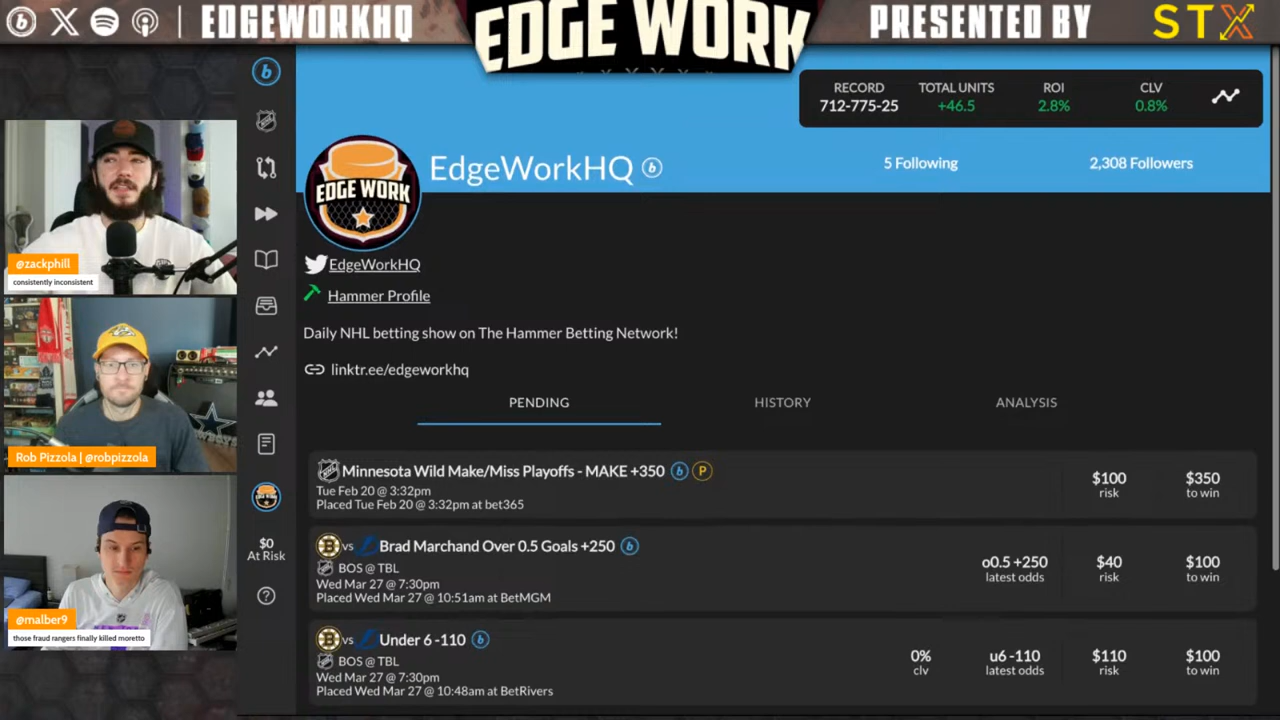 EDGEWORKHQ
EDGE WORK
PRESENTED BY
STX
@zackphill
consistently inconsistent
Rob Pizzola | @robpizzola
@malber9
those fraud rangers finally killed moretto
$0
At Risk
RECORD
712-775-25
TOTAL UNITS
+46.5
ROI
2.8%
CLV
0.8%
EDGE WORK
EdgeWorkHQ
5 Following
2,308 Followers
EdgeWorkHQ
Hammer Profile
Daily NHL betting show on The Hammer Betting Network!
linktr.ee/edgeworkhq
PENDING
HISTORY
ANALYSIS
Minnesota Wild Make/Miss Playoffs - MAKE +350
P
Tue Feb 20 @ 3:32pm
Placed Tue Feb 20 @ 3:32pm at bet365
$100
risk
$350
to win
vs Brad Marchand Over 0.5 Goals +250
BOS @ TBL
Wed Mar 27 @ 7:30pm
Placed Wed Mar 27 @ 10:51am at BetMGM
o0.5 +250
latest odds
$40
risk
$100
to win
vs Under 6 -110
BOS @ TBL
Wed Mar 27 @ 7:30pm
Placed Wed Mar 27 @ 10:48am at BetRivers
0%
clv
u6 -110
latest odds
$110
risk
$100
to win